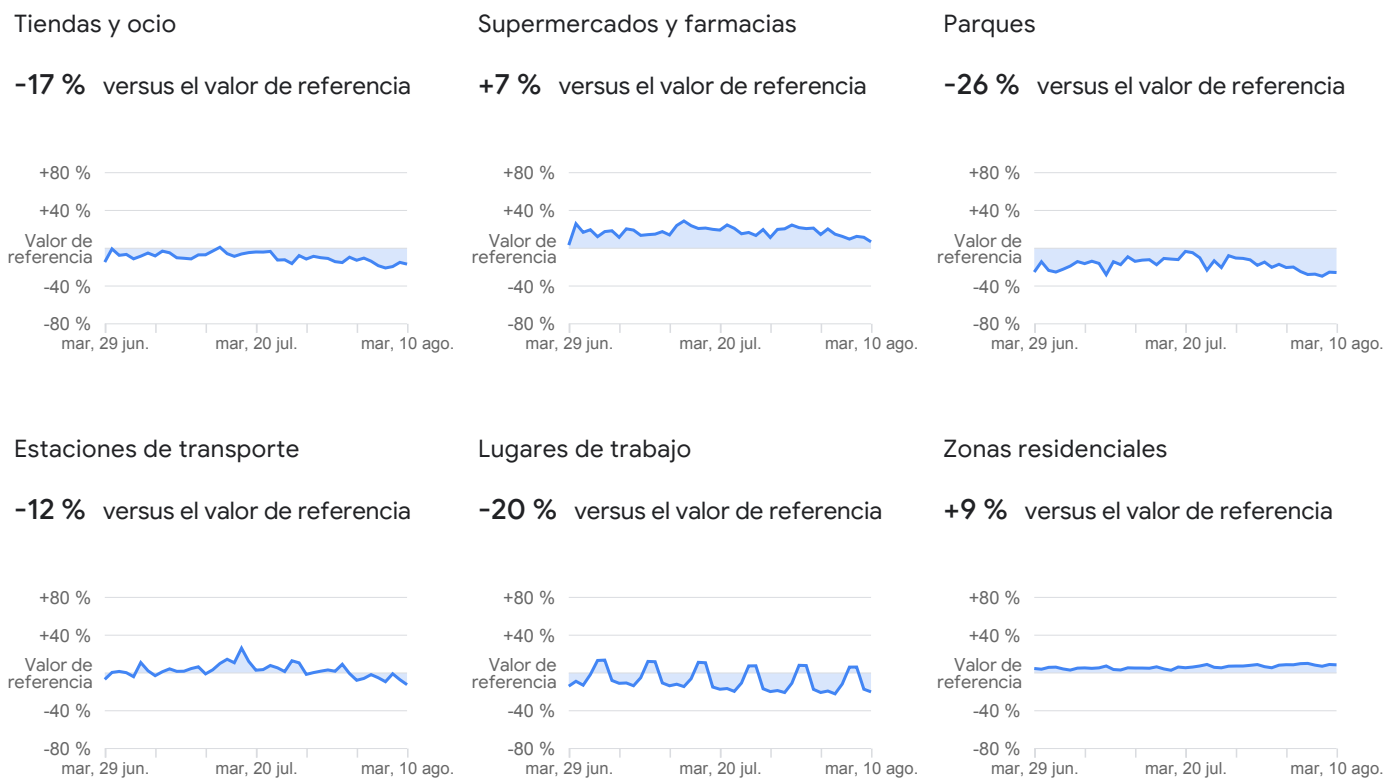 Tiendas y ocio
-17 % versus el valor de referencia
+80 %
+40 %
Valor de
referencia
-40 %
-80 %
mar, 29 jun. mar, 20 jul. mar, 10 ago.
Supermercados y farmacias
+7 % versus el valor de referencia
+80 %
+40 %
Valor de
referencia
-40 %
-80 %
mar, 29 jun. mar, 20 jul. mar, 10 ago.
Parques
-26 % versus el valor de referencia
+80 %
+40 %
Valor de
referencia
-40 %
-80 %
mar, 29 jun. mar, 20 jul. mar, 10 ago.
Estaciones de transporte
-12 % versus el valor de referencia
+80 %
+40 %
Valor de
referencia
-40 %
-80 %
mar, 29 jun. mar, 20 jul. mar, 10 ago.
Lugares de trabajo
-20 % versus el valor de referencia
+80 %
+40 %
Valor de
referencia
-40 %
-80 %
mar, 29 jun. mar, 20 jul. mar, 10 ago.
Zonas residenciales
+9 % versus el valor de referencia
+80 %
+40 %
Valor de
referencia
-40 %
-80 %
mar, 29 jun. mar, 20 jul. mar, 10 ago.